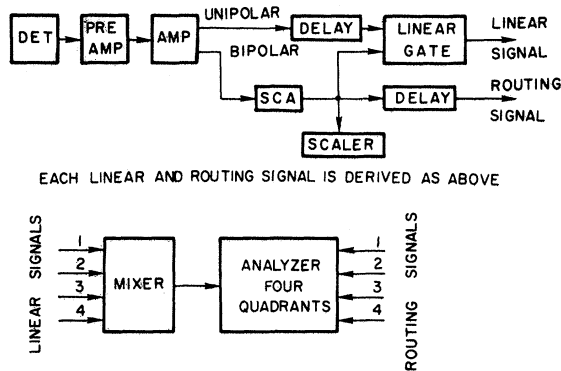 UNIPOLAR
BIPOLAR
DET
PRE
AMP
AMP
DELAY
LINEAR
GATE
LINEAR
SIGNAL
SCA
DELAY
ROUTING
SIGNAL
SCALER
EACH LINEAR AND ROUTING SIGNAL IS DERIVED AS ABOVE
LINEAR SIGNALS
1
2
3
4
MIXER
ANALYZER
FOUR
QUADRANTS
1
2
3
4
ROUTING SIGNALS